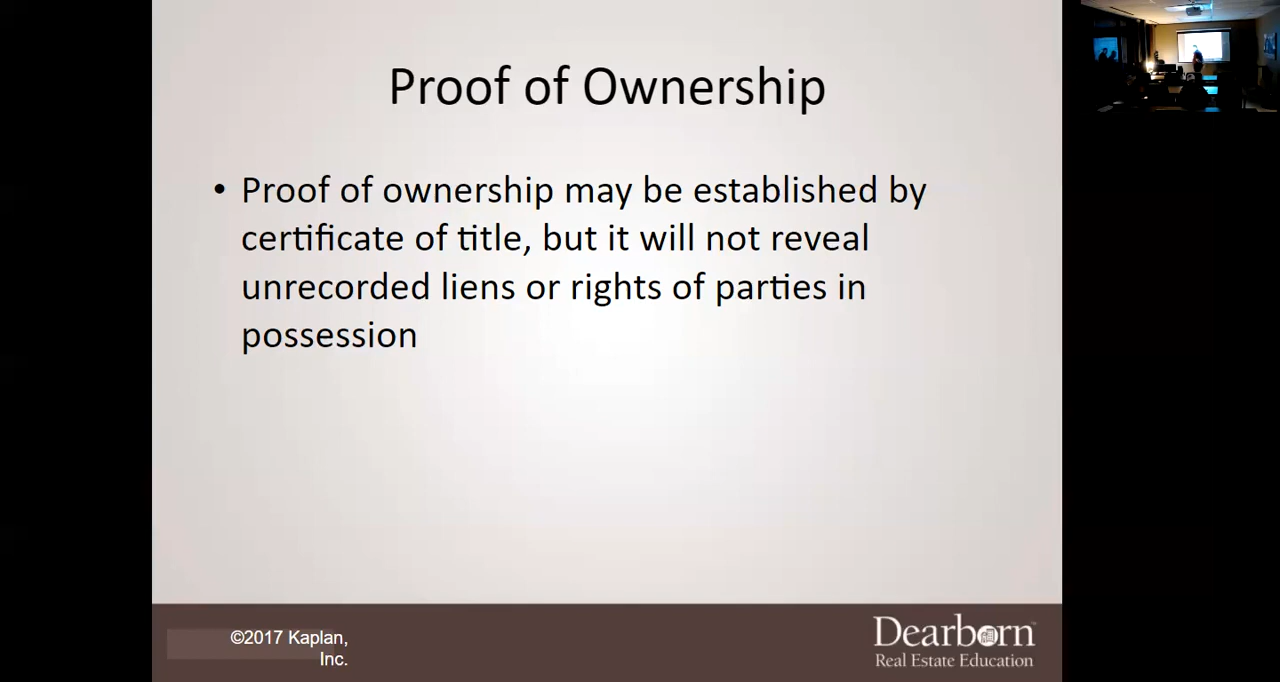 Proof of Ownership
• Proof of ownership may be established by
certificate of title, but it will not reveal
unrecorded liens or rights of parties in
possession
©2017 Kaplan,
Inc.
Dearborn™
Real Estate Education